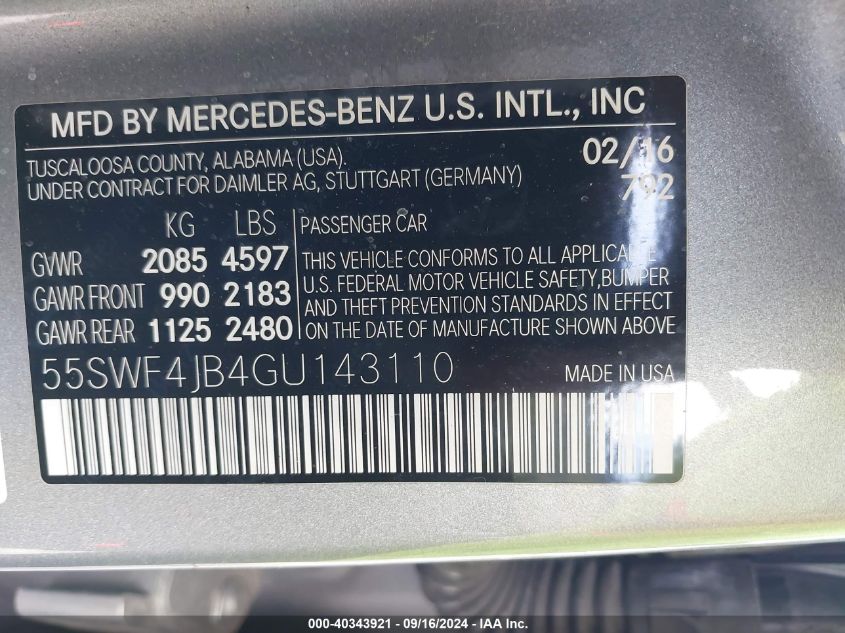 MFD BY MERCEDES-BENZ U.S. INTL., INC
TUSCALOOSA COUNTY, ALABAMA (USA).
UNDER CONTRACT FOR DAIMLER AG, STUTTGART (GERMANY)
02/16
792
KG LBS
GVWR 2085 4597
GAWR FRONT 990 2183
GAWR REAR 1125 2480
PASSENGER CAR
THIS VEHICLE CONFORMS TO ALL APPLICABLE
U.S. FEDERAL MOTOR VEHICLE SAFETY,BUMPER
AND THEFT PREVENTION STANDARDS IN EFFECT
ON THE DATE OF MANUFACTURE SHOWN ABOVE
55SWF4JB4GU143110
MADE IN USA
000-40343921 - 09/16/2024 - IAA Inc.